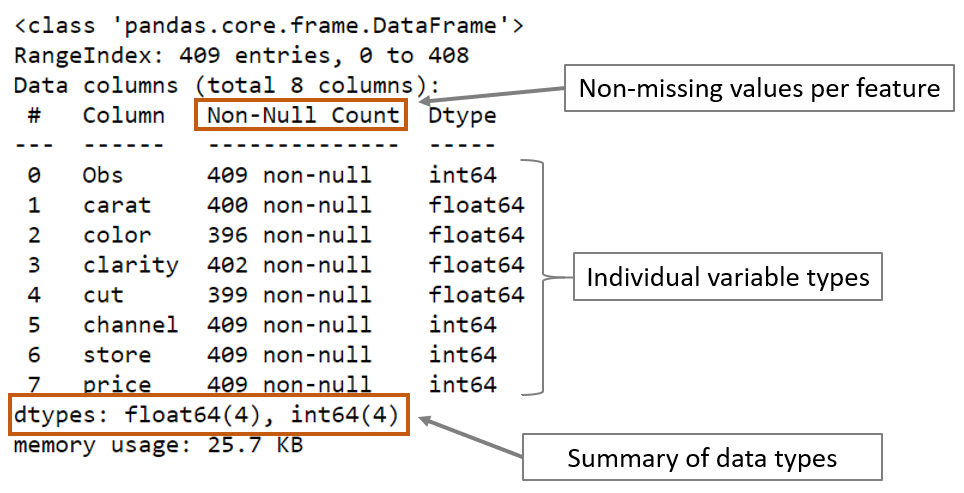 <class 'pandas.core.frame.DataFrame'>
RangeIndex: 409 entries, 0 to 408
Data columns (total 8 columns):
Non-missing values per feature
 #   Column   Non-Null Count  Dtype
---  ------   --------------  -----
 0   Obs      409 non-null    int64
 1   carat    400 non-null    float64
 2   color    396 non-null    float64
 3   clarity  402 non-null    float64
 4   cut      399 non-null    float64
 5   channel  409 non-null    int64
 6   store    409 non-null    int64
 7   price    409 non-null    int64
Individual variable types
dtypes: float64(4), int64(4)
memory usage: 25.7 KB
Summary of data types